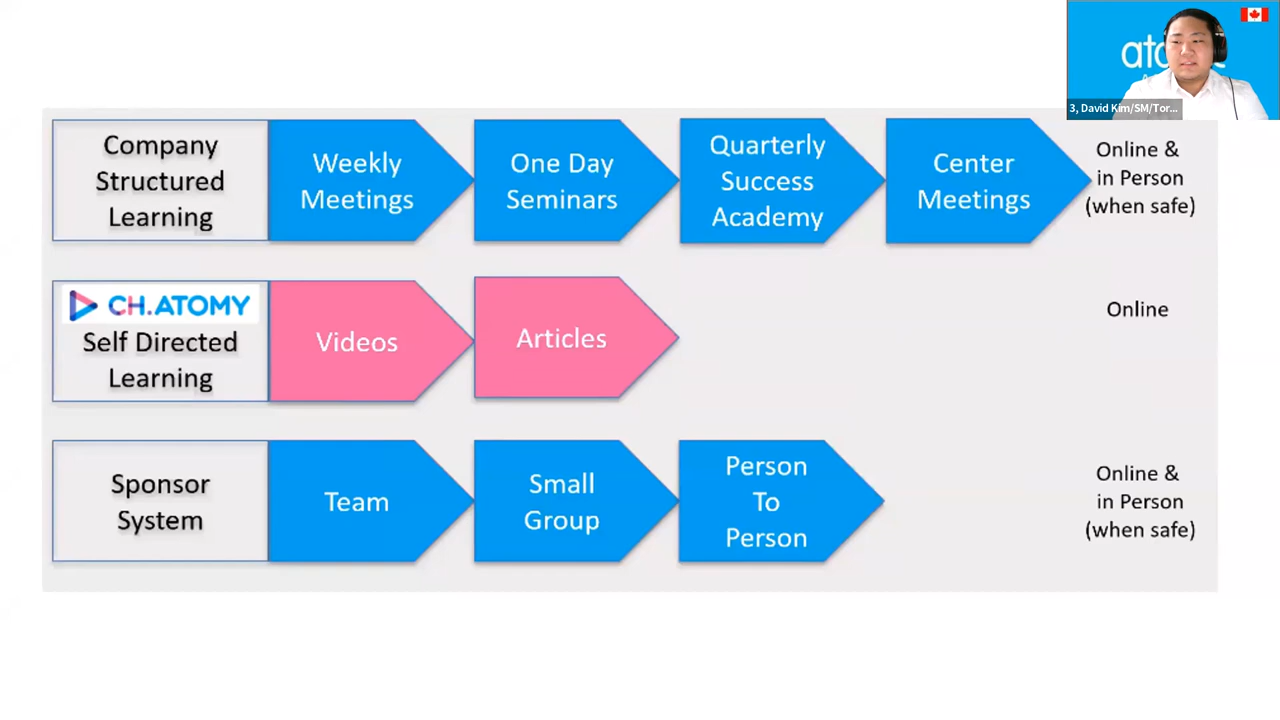 3, David Kim/SM/Tor...
Company
Structured
Learning
Weekly
Meetings
One Day
Seminars
Quarterly
Success
Academy
Center
Meetings
Online &
in Person
(when safe)
CH.ATOMY
Self Directed
Learning
Videos
Articles
Online
Sponsor
System
Team
Small
Group
Person
To
Person
Online &
in Person
(when safe)